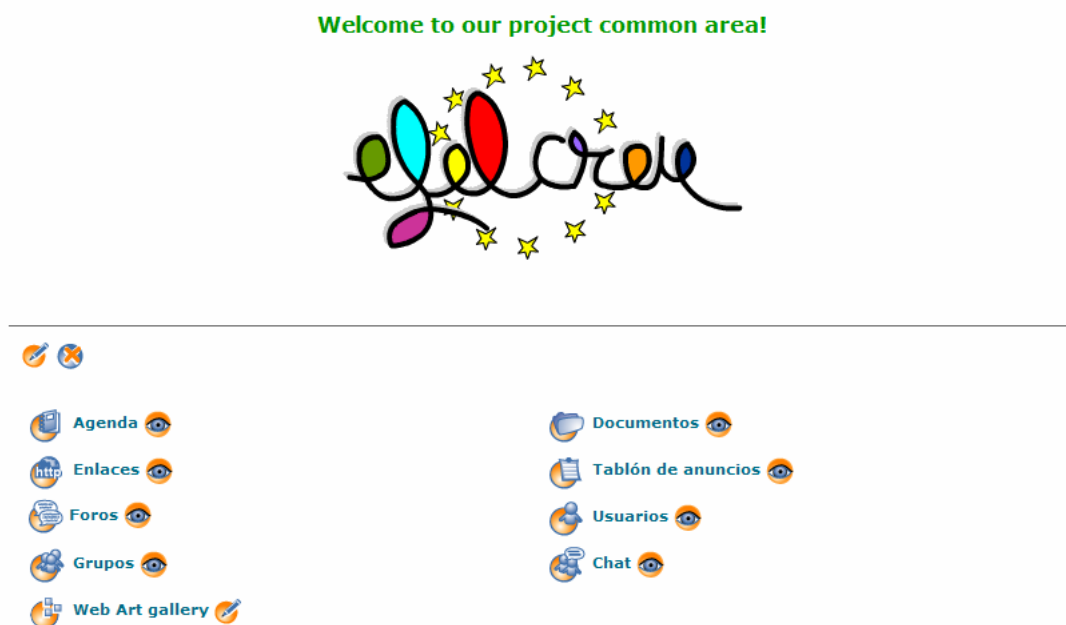 Welcome to our project common area!
Agenda
Documentos
http
Enlaces
Tablón de anuncios
Foros
Usuarios
Grupos
Chat
Web Art gallery